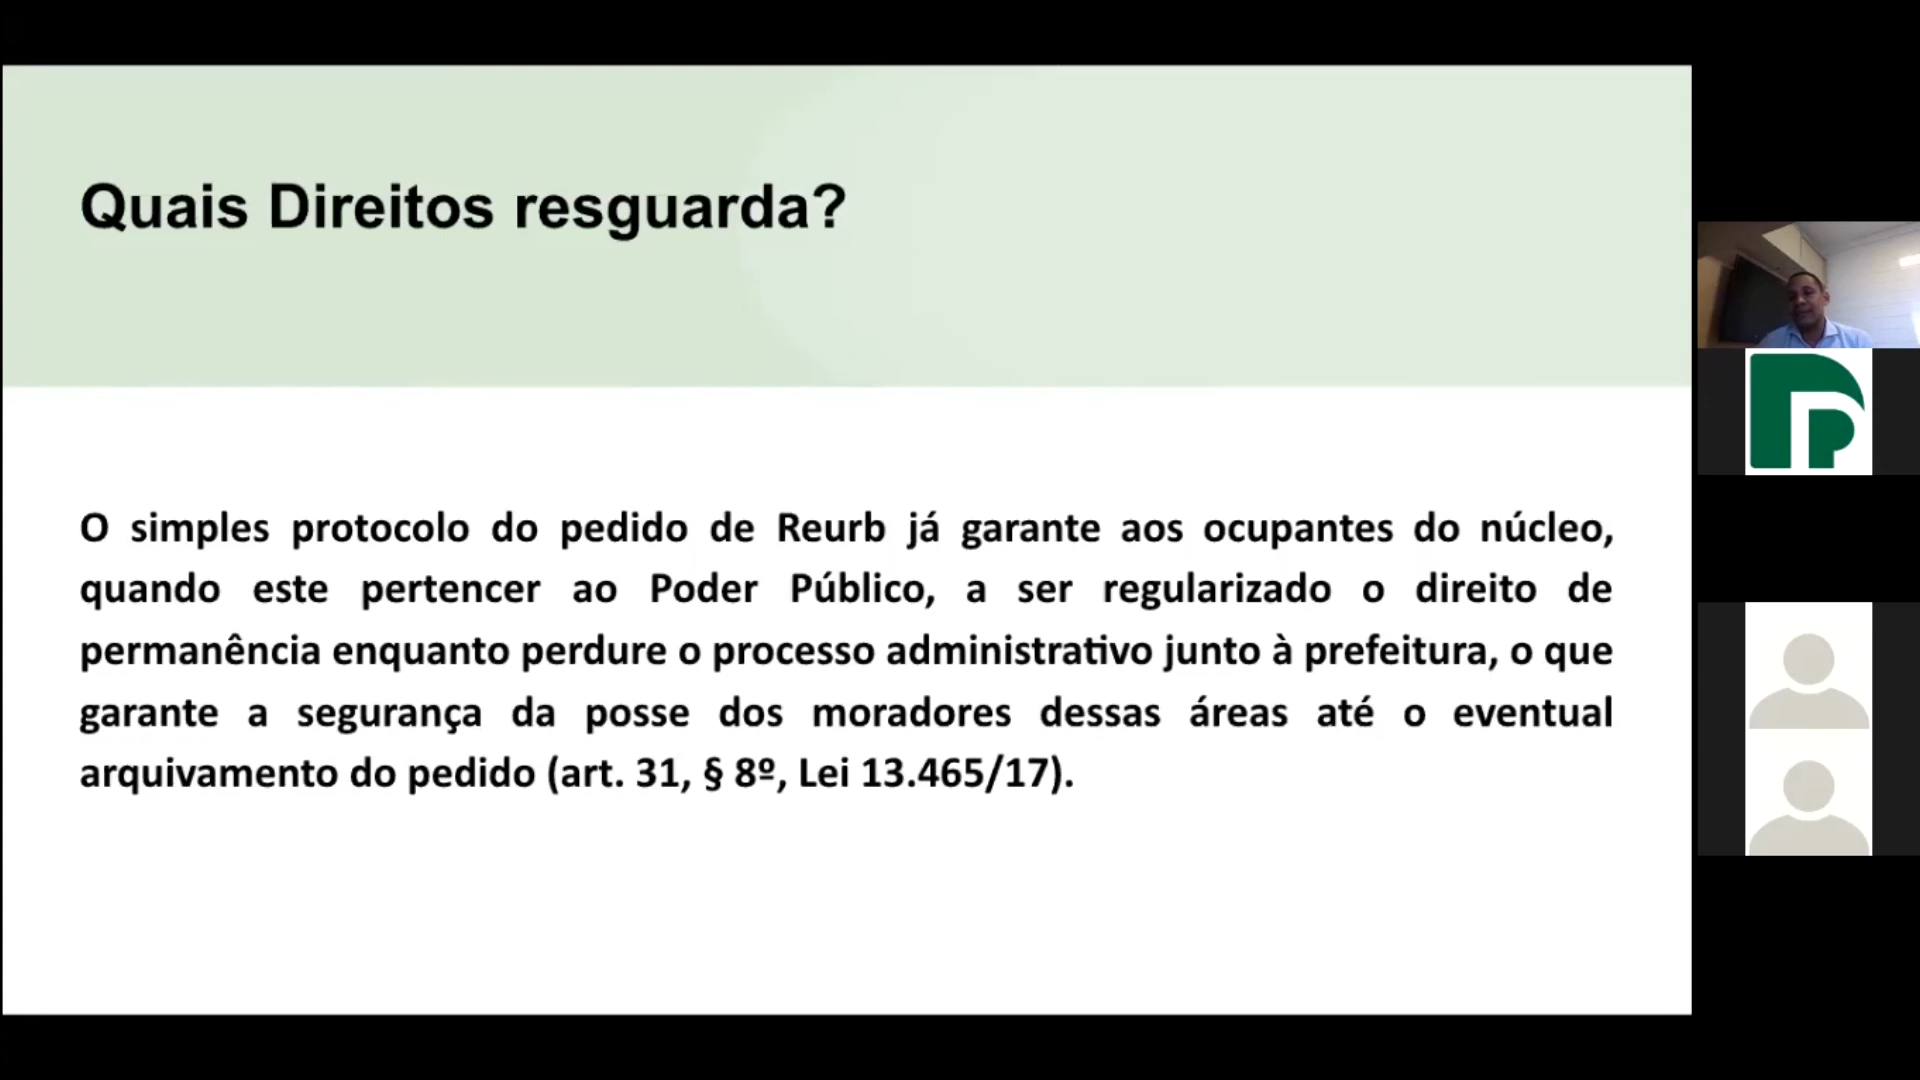 Quais Direitos resguarda?
O simples protocolo do pedido de Reurb já garante aos ocupantes do núcleo,
quando este pertencer ao Poder Público, a ser regularizado o direito de
permanência enquanto perdure o processo administrativo junto à prefeitura, o que
garante a segurança da posse dos moradores dessas áreas até o eventual
arquivamento do pedido (art. 31, § 8º, Lei 13.465/17).